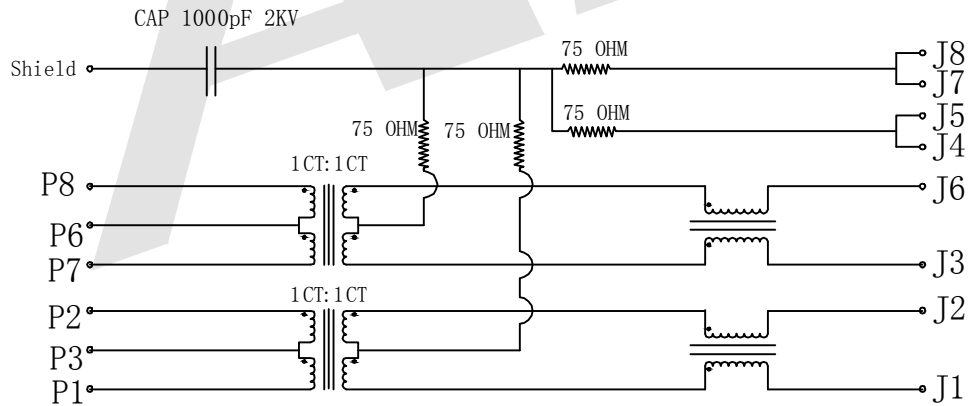 CAP 1000pF 2KV
75 OHM
Shield
J8
J7
75 OHM
J5
75 OHM 75 OHM
J4
1CT:1CT
P8
J6
P6
P7
J3
1CT:1CT
P2
J2
P3
P1
J1